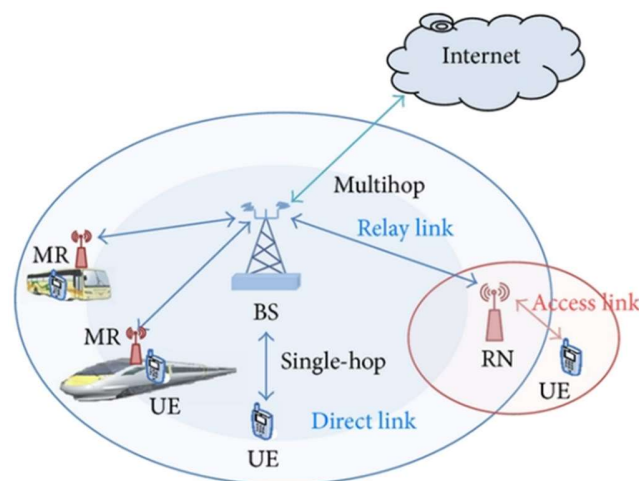 Internet
Multihop
Relay link
MR
BS
Access link
MR
RN
Single-hop
UE
UE
Direct link
UE